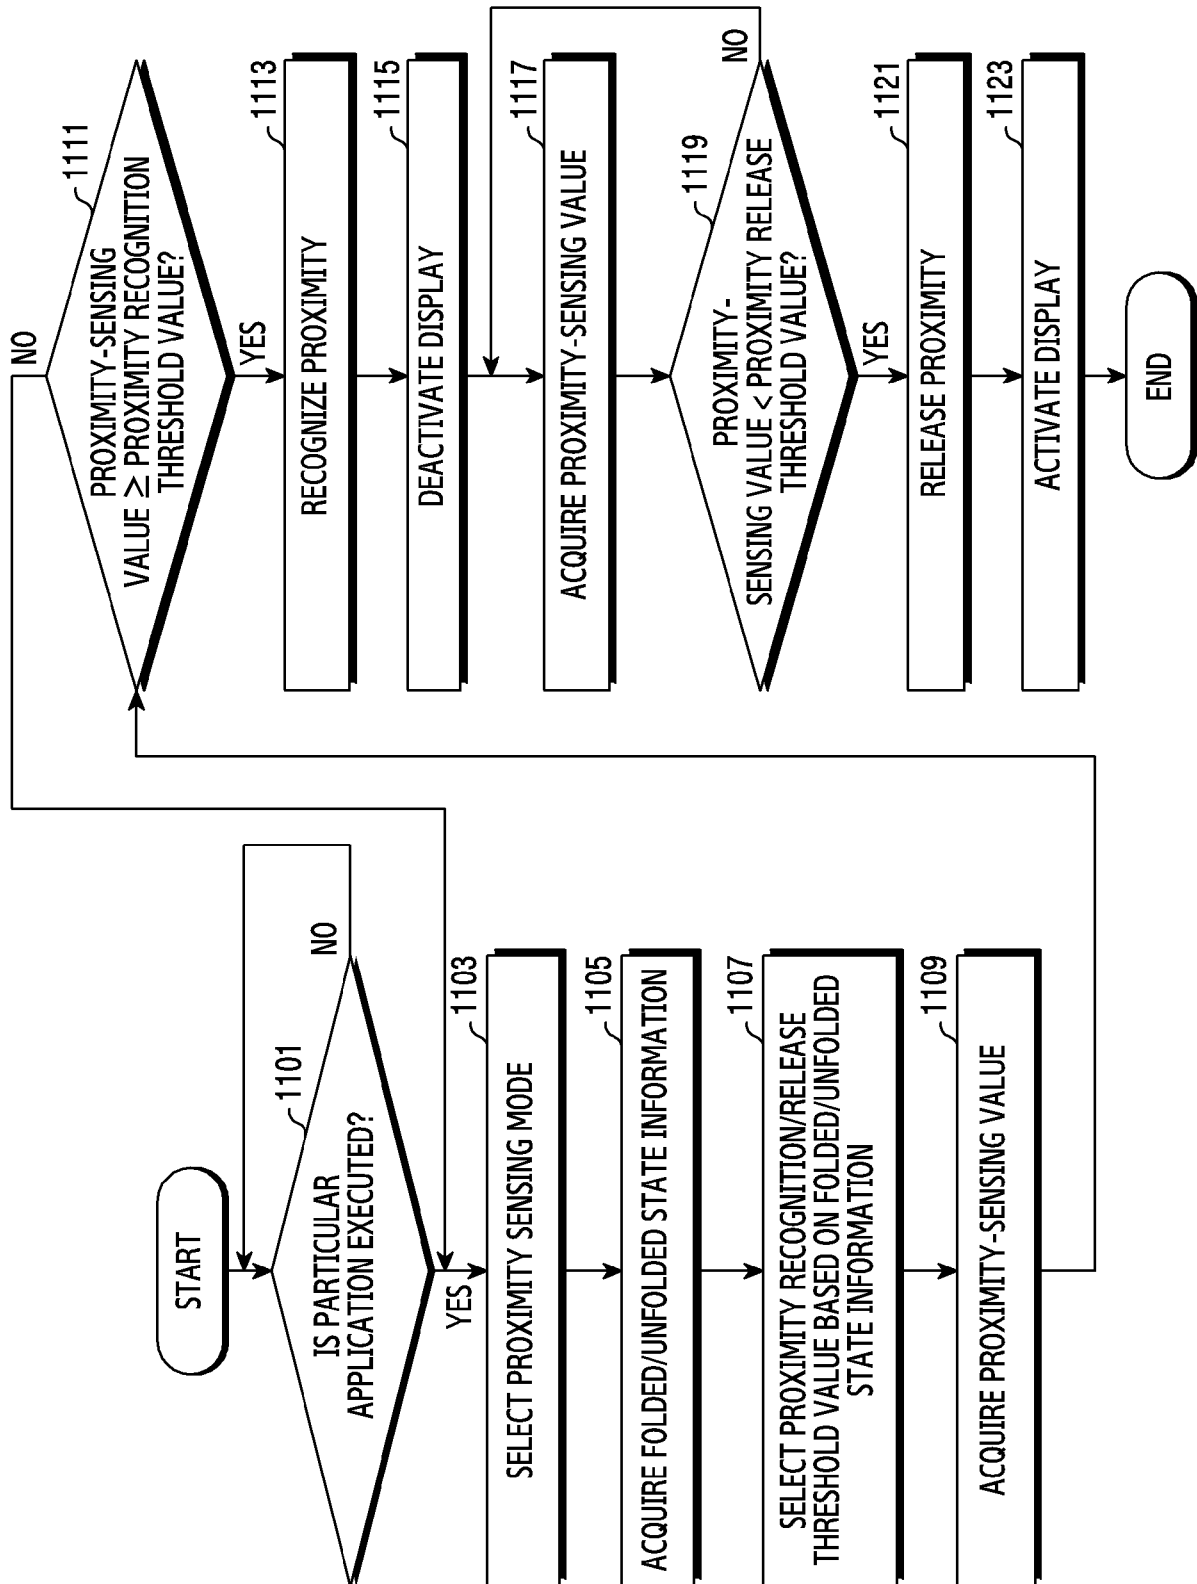 START
1101
IS PARTICULAR
APPLICATION EXECUTED?
NO
YES
1103
SELECT PROXIMITY SENSING MODE
1105
ACQUIRE FOLDED/UNFOLDED STATE INFORMATION
1107
SELECT PROXIMITY RECOGNITION/RELEASE
THRESHOLD VALUE BASED ON FOLDED/UNFOLDED
STATE INFORMATION
1109
ACQUIRE PROXIMITY-SENSING VALUE
NO
1111
PROXIMITY-SENSING
VALUE ≥ PROXIMITY RECOGNITION
THRESHOLD VALUE?
YES
1113
RECOGNIZE PROXIMITY
1115
DEACTIVATE DISPLAY
1117
ACQUIRE PROXIMITY-SENSING VALUE
1119
PROXIMITY-
SENSING VALUE < PROXIMITY RELEASE
THRESHOLD VALUE?
NO
YES
1121
RELEASE PROXIMITY
1123
ACTIVATE DISPLAY
END